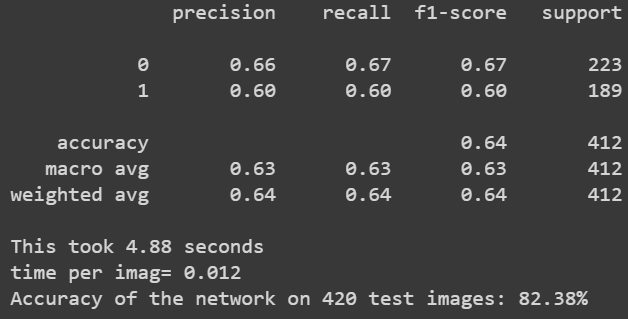 precision recall f1-score support
0 0.66 0.67 0.67 223
1 0.60 0.60 0.60 189
accuracy 0.64 412
macro avg 0.63 0.63 0.63 412
weighted avg 0.64 0.64 0.64 412
This took 4.88 seconds
time per imag= 0.012
Accuracy of the network on 420 test images: 82.38%